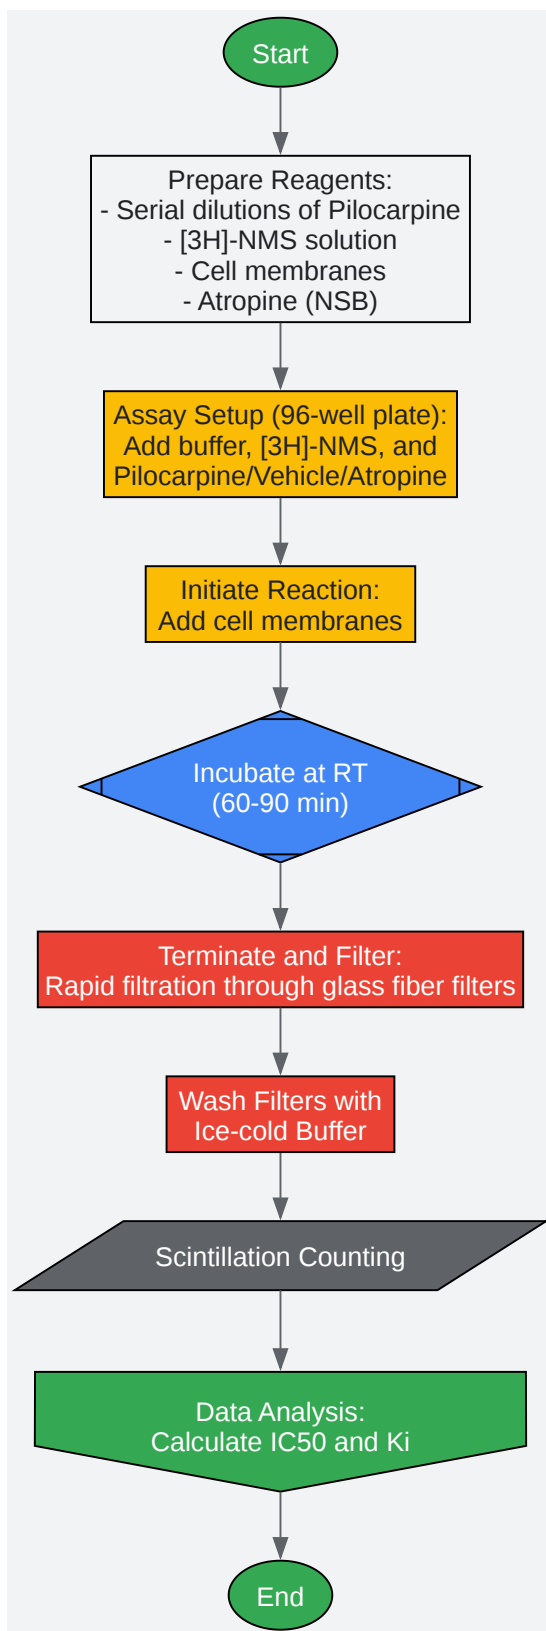 Start
Prepare Reagents:
- Serial dilutions of Pilocarpine
- [3H]-NMS solution
- Cell membranes
- Atropine (NSB)
Assay Setup (96-well plate):
Add buffer, [3H]-NMS, and
Pilocarpine/Vehicle/Atropine
Initiate Reaction:
Add cell membranes
Incubate at RT
(60-90 min)
Terminate and Filter:
Rapid filtration through glass fiber filters
Wash Filters with
Ice-cold Buffer
Scintillation Counting
Data Analysis:
Calculate IC50 and Ki
End